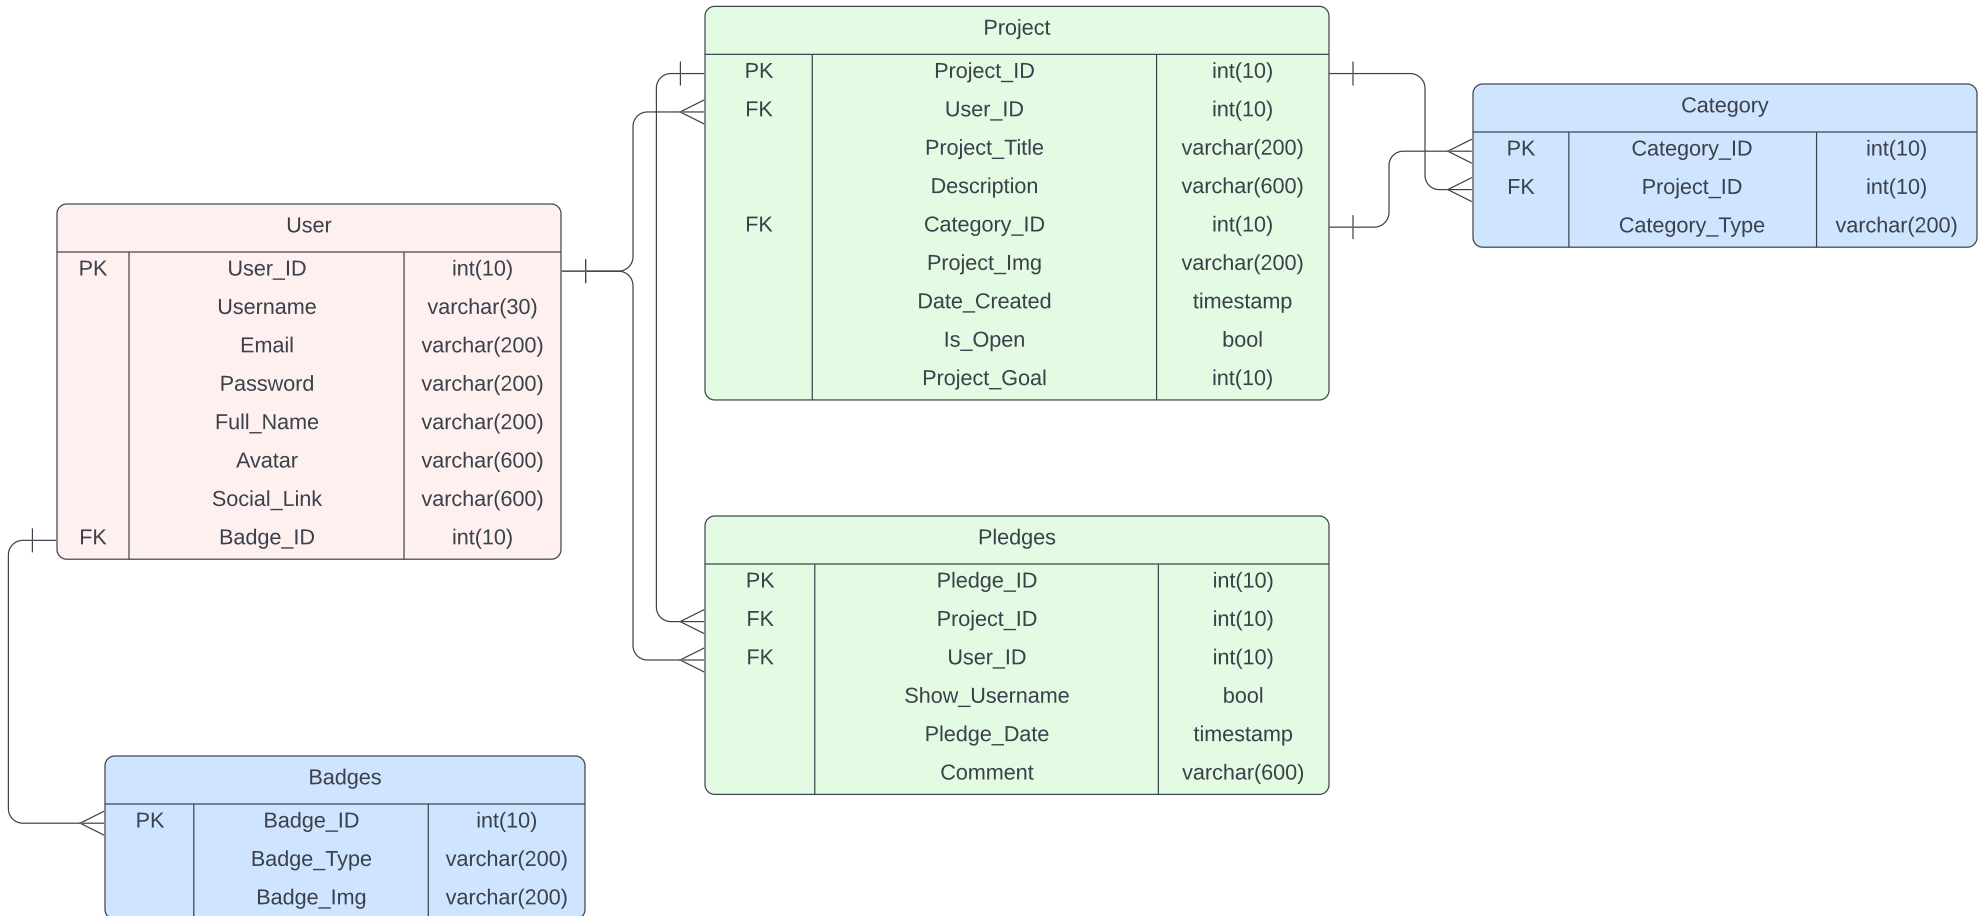 Project
PK Project_ID int(10)
FK User_ID int(10)
Project_Title varchar(200)
Description varchar(600)
FK Category_ID int(10)
Project_Img varchar(200)
Date_Created timestamp
Is_Open bool
Project_Goal int(10)
Category
PK Category_ID int(10)
FK Project_ID int(10)
Category_Type varchar(200)
User
PK User_ID int(10)
Username varchar(30)
Email varchar(200)
Password varchar(200)
Full_Name varchar(200)
Avatar varchar(600)
Social_Link varchar(600)
FK Badge_ID int(10)
Pledges
PK Pledge_ID int(10)
FK Project_ID int(10)
FK User_ID int(10)
Show_Username bool
Pledge_Date timestamp
Comment varchar(600)
Badges
PK Badge_ID int(10)
Badge_Type varchar(200)
Badge_Img varchar(200)